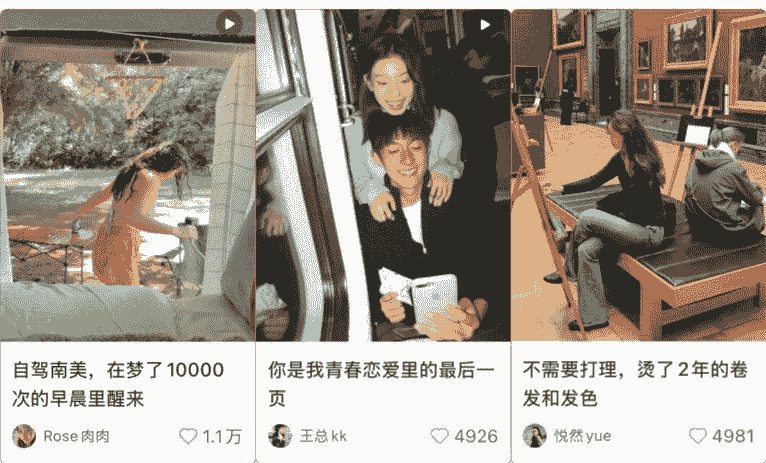 自驾南美，在梦了10000
次的早晨里醒来
Rose肉肉
1.1万
你是我青春恋爱里的最后一
页
王总kk
4926
不需要打理，烫了2年的卷
发和发色
悦然yue
4981